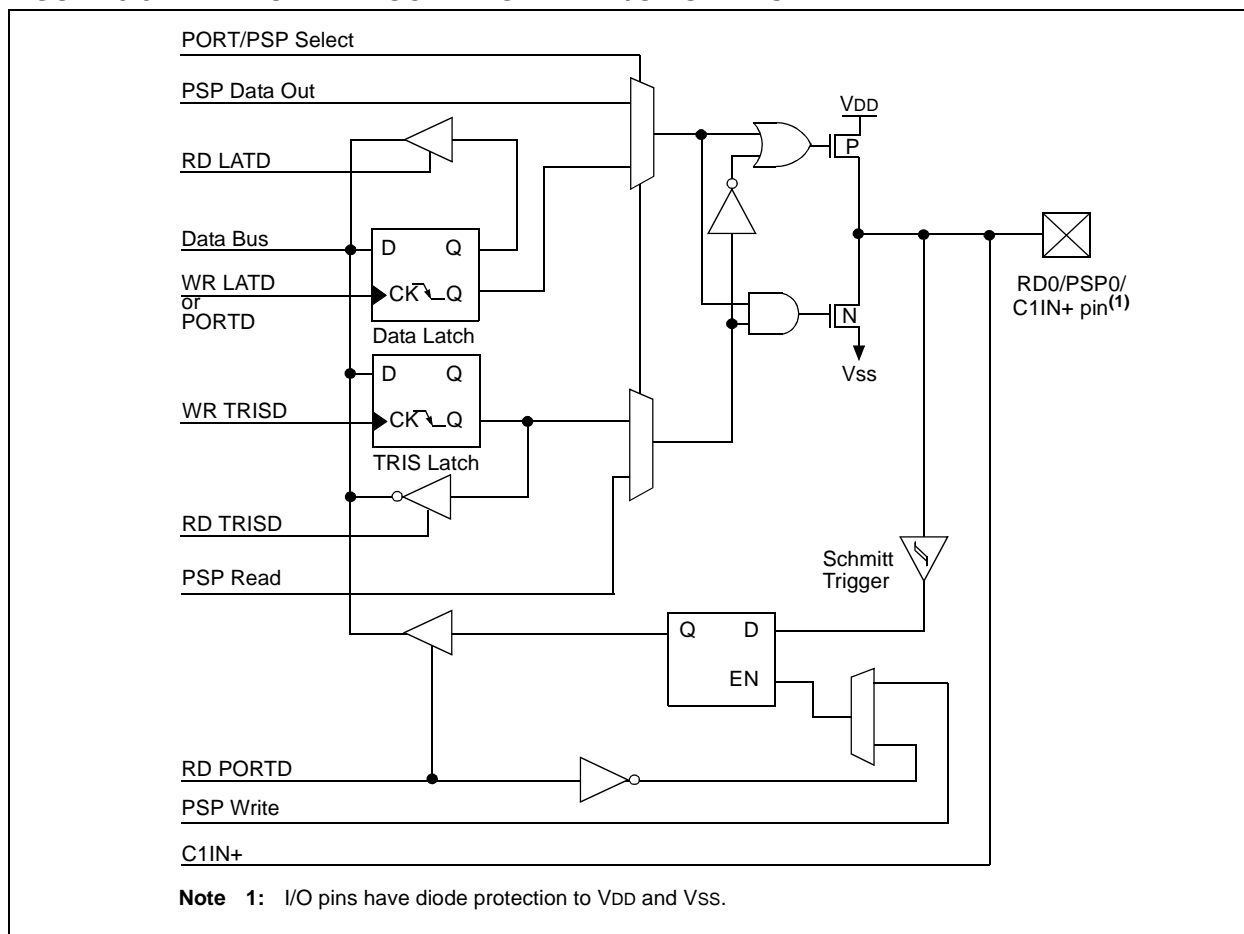 PORT/PSP Select
PSP Data Out
VDD
P
RD LATD
Data Bus
D Q
WR LATD
or
PORTD
CK Q
Data Latch
RD0/PSP0/
C1IN+ pin(1)
N
Vss
D Q
WR TRISD
CK Q
TRIS Latch
RD TRISD
Schmitt
Trigger
PSP Read
Q D
EN
RD PORTD
PSP Write
C1IN+
Note 1: I/O pins have diode protection to VDD and VSS.